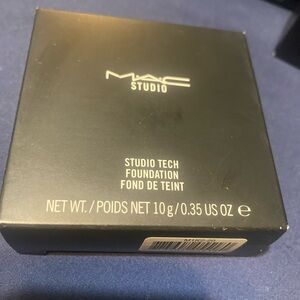 MAC
STUDIO
STUDIO TECH
FOUNDATION
FOND DE TEINT
NET WT./POIDS NET 10 g/0.35 US OZ ℮